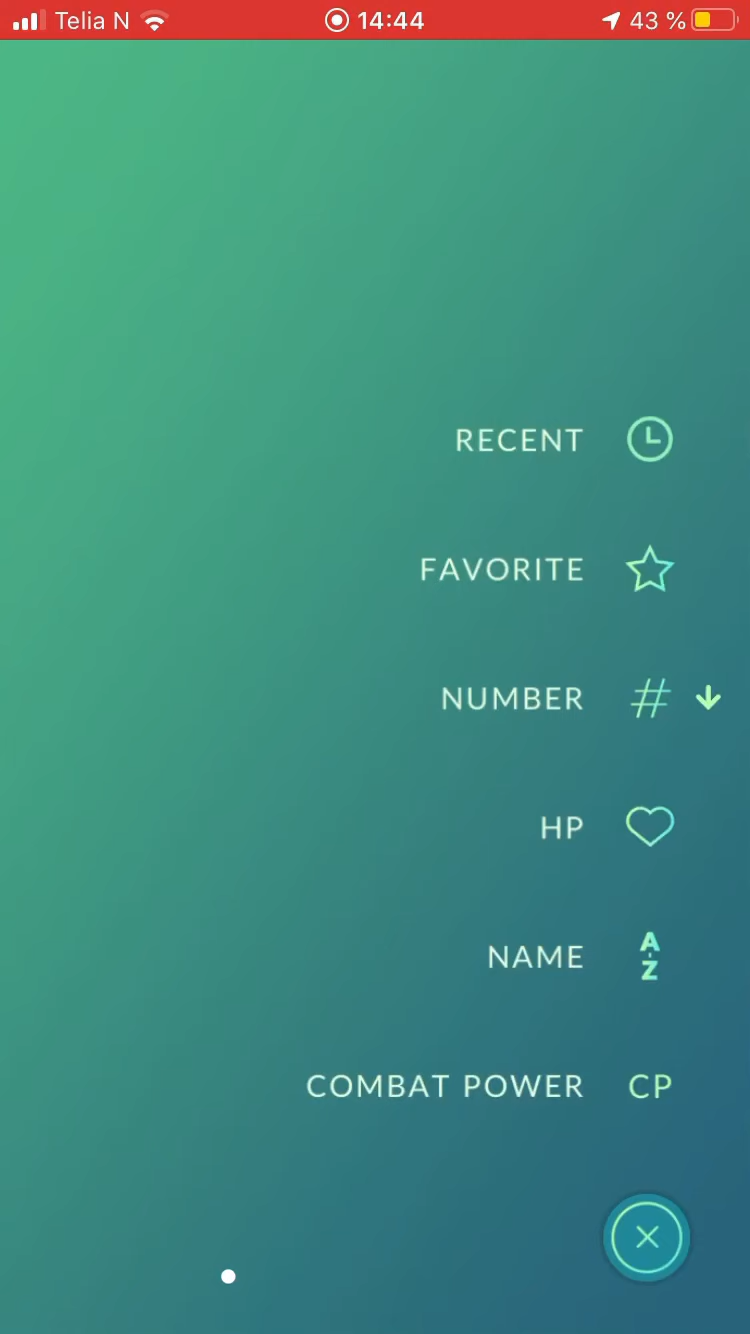 Telia N 14:44 43 %
RECENT
FAVORITE
NUMBER #
HP
NAME A-Z
COMBAT POWER CP